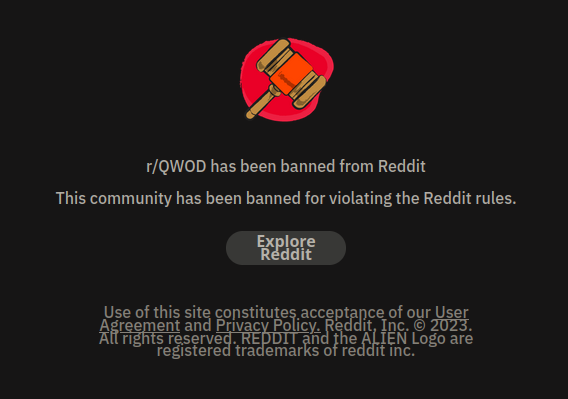 r/QWOD has been banned from Reddit
This community has been banned for violating the Reddit rules.
Explore
Reddit
Use of this site constitutes acceptance of our User
Agreement and Privacy Policy. Reddit, Inc. © 2023.
All rights reserved. REDDIT and the ALIEN Logo are
registered trademarks of reddit inc.